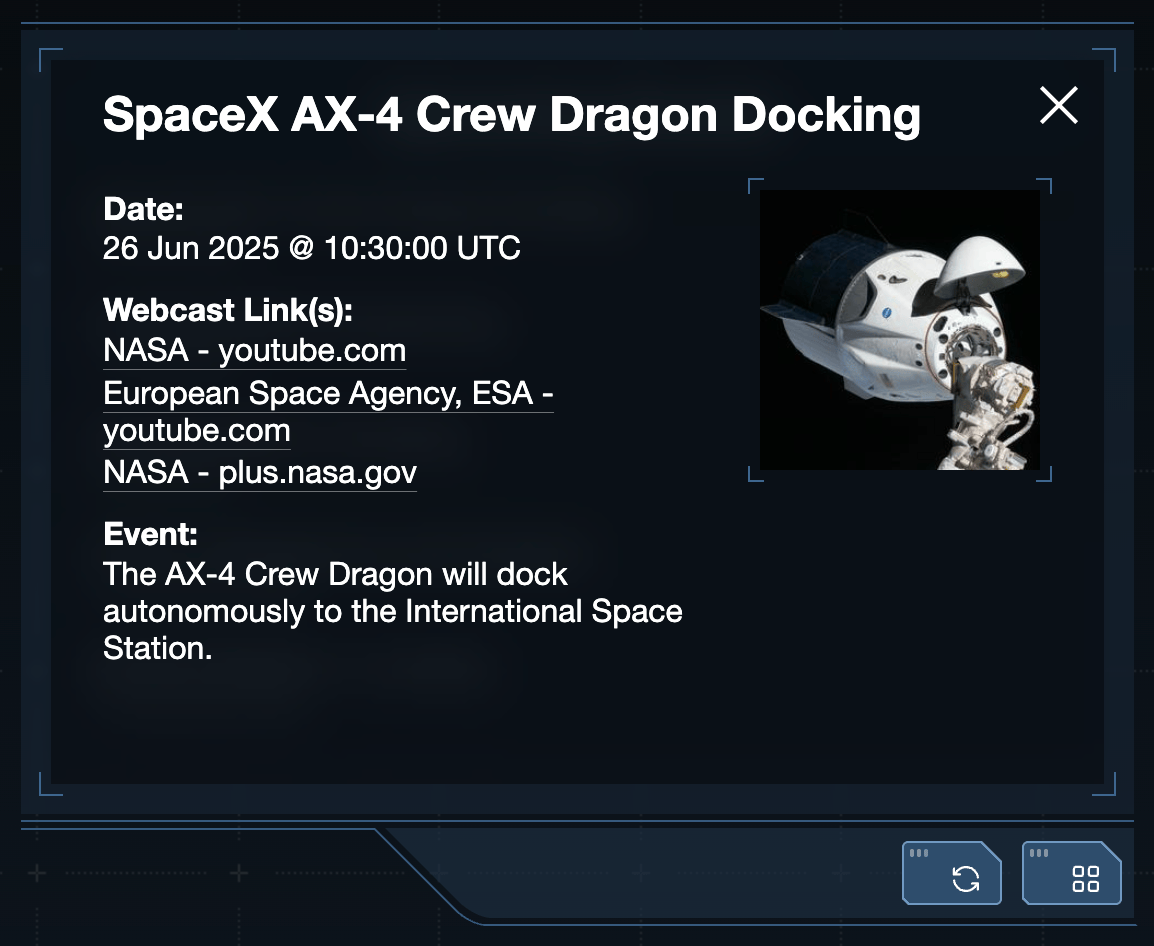 SpaceX AX-4 Crew Dragon Docking
Date:
26 Jun 2025 @ 10:30:00 UTC
Webcast Link(s):
NASA - youtube.com
European Space Agency, ESA -
youtube.com
NASA - plus.nasa.gov
Event:
The AX-4 Crew Dragon will dock
autonomously to the International Space
Station.